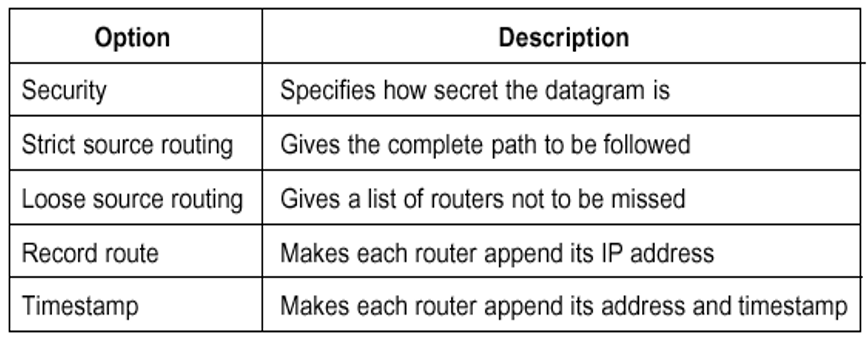 Option Description
Security Specifies how secret the datagram is
Strict source routing Gives the complete path to be followed
Loose source routing Gives a list of routers not to be missed
Record route Makes each router append its IP address
Timestamp Makes each router append its address and timestamp